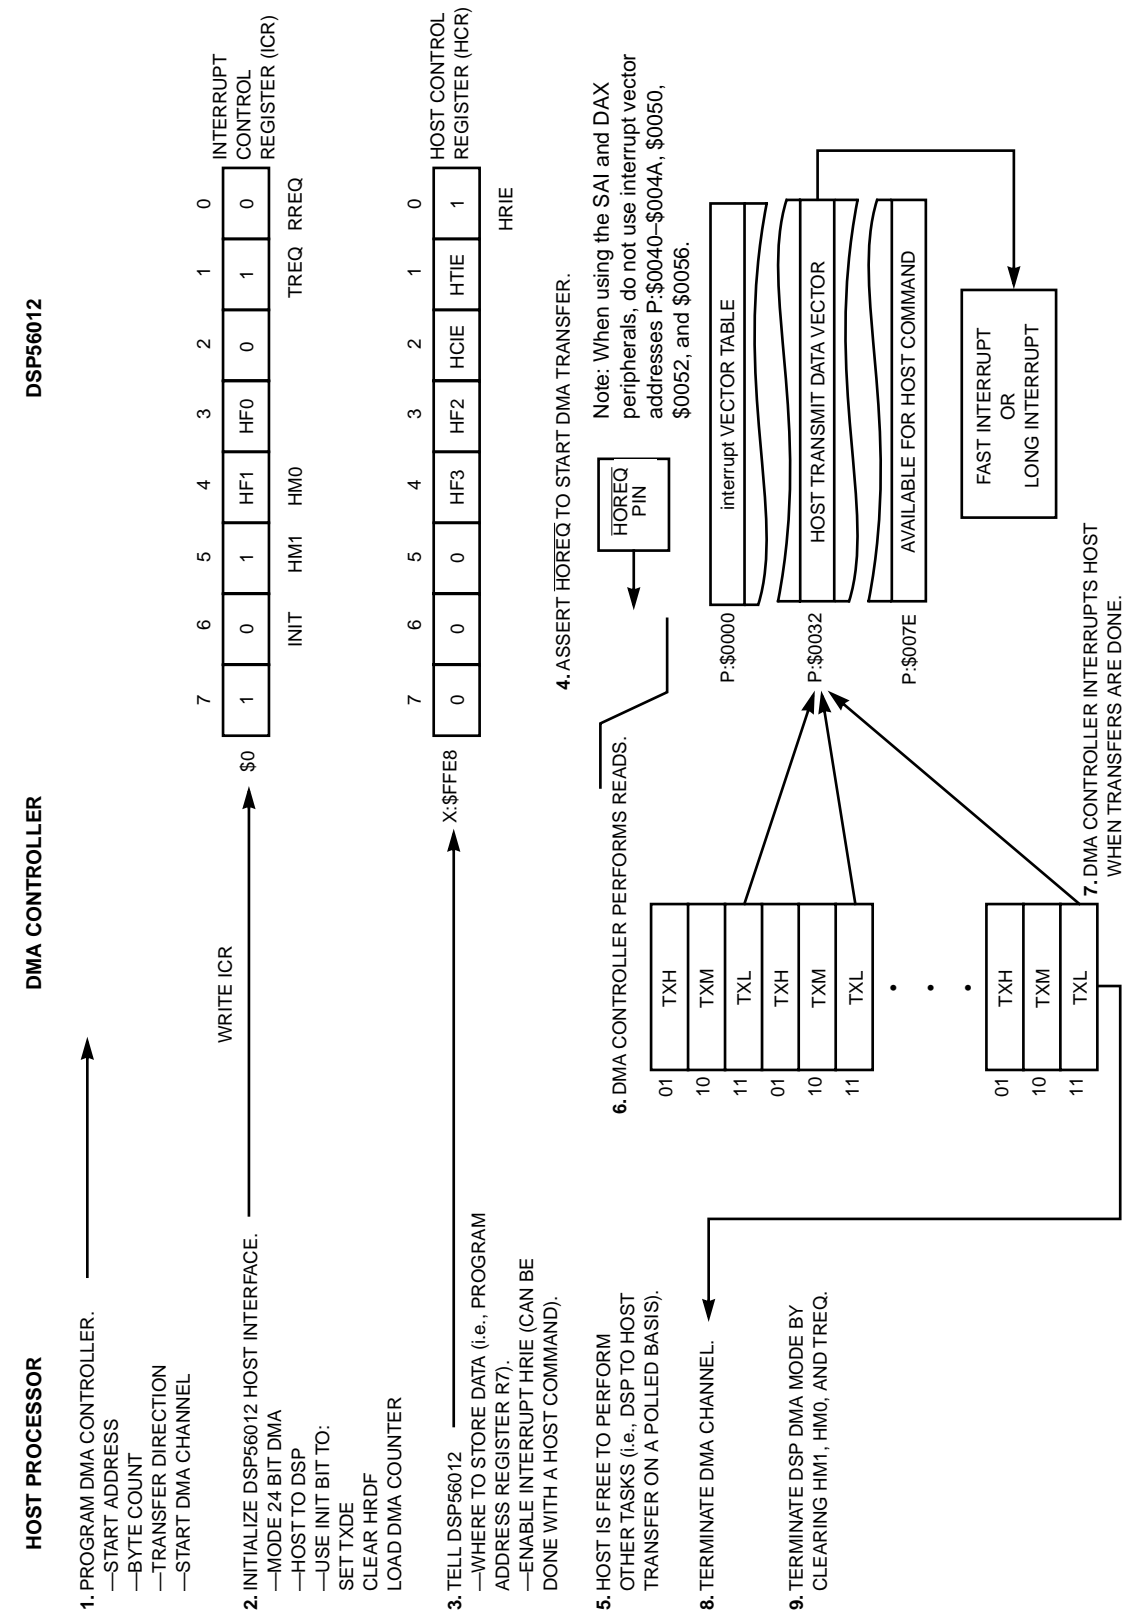 HOST PROCESSOR
DMA CONTROLLER
DSP56012
1. PROGRAM DMA CONTROLLER.
—START ADDRESS
—BYTE COUNT
—TRANSFER DIRECTION
—START DMA CHANNEL
2. INITIALIZE DSP56012 HOST INTERFACE.
—MODE 24 BIT DMA
—HOST TO DSP
—USE INIT BIT TO:
SET TXDE
CLEAR HRDF
LOAD DMA COUNTER
WRITE ICR
7 6 5 4 3 2 1 0
$0 1 0 1 HF1 HF0 0 1 0
INIT HM1 HM0 TREQ RREQ
INTERRUPT
CONTROL
REGISTER (ICR)
3. TELL DSP56012
—WHERE TO STORE DATA (i.e., PROGRAM
ADDRESS REGISTER R7).
—ENABLE INTERRUPT HRIE (CAN BE
DONE WITH A HOST COMMAND).
7 6 5 4 3 2 1 0
X:$FFE8 0 0 0 HF3 HF2 HCIE HTIE 1
HRIE
HOST CONTROL
REGISTER (HCR)
4. ASSERT HOREQ TO START DMA TRANSFER.
HOREQ
PIN
Note: When using the SAI and DAX
peripherals, do not use interrupt vector
addresses P:$0040–$004A, $0050,
$0052, and $0056.
5. HOST IS FREE TO PERFORM
OTHER TASKS (i.e., DSP TO HOST
TRANSFER ON A POLLED BASIS).
6. DMA CONTROLLER PERFORMS READS.
01 TXH
10 TXM
11 TXL
01 TXH
10 TXM
11 TXL
01 TXH
10 TXM
11 TXL
P:$0000 interrupt VECTOR TABLE
P:$0032 HOST TRANSMIT DATA VECTOR
P:$007E AVAILABLE FOR HOST COMMAND
FAST INTERRUPT
OR
LONG INTERRUPT
7. DMA CONTROLLER INTERRUPTS HOST
WHEN TRANSFERS ARE DONE.
8. TERMINATE DMA CHANNEL.
9. TERMINATE DSP DMA MODE BY
CLEARING HM1, HM0, AND TREQ.